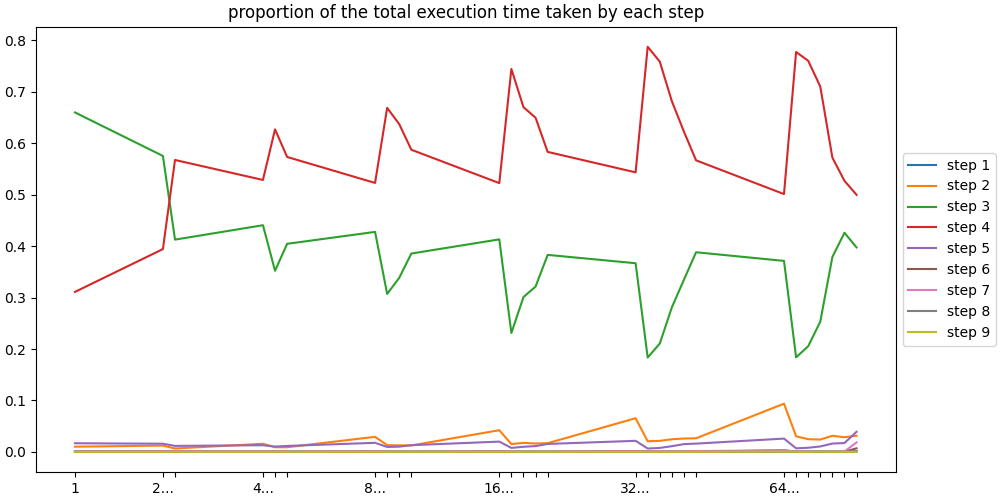 proportion of the total execution time taken by each step
0.8
0.7
0.6
0.5
0.4
0.3
0.2
0.1
0.0
1 2... 4... 8... 16... 32... 64...
step 1
step 2
step 3
step 4
step 5
step 6
step 7
step 8
step 9